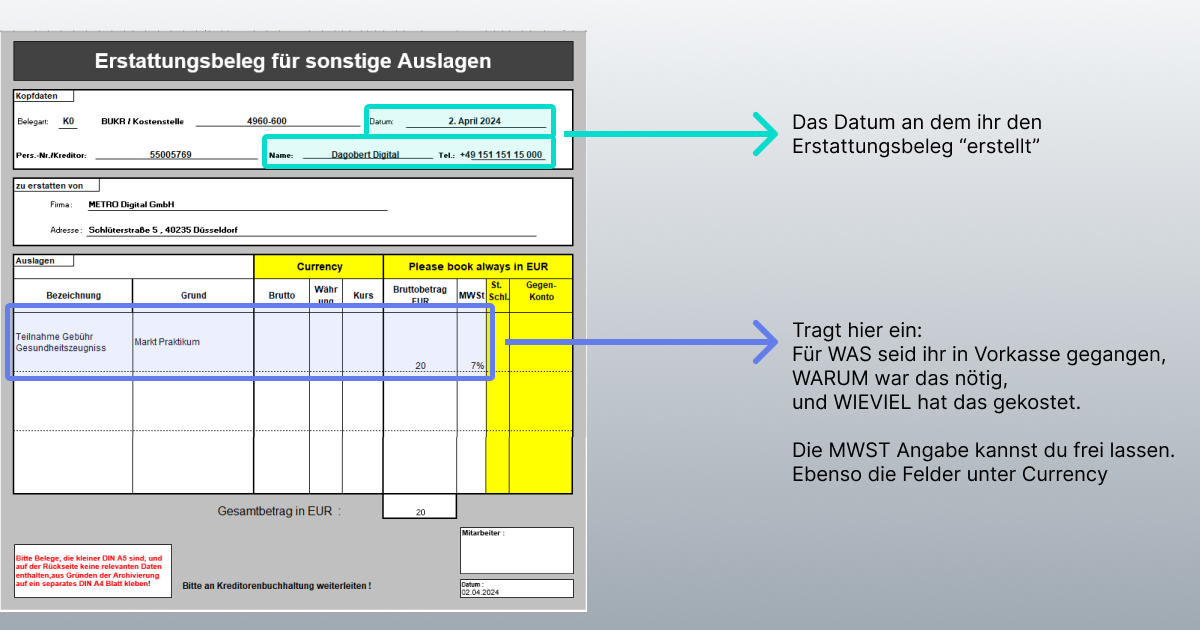 Erstattungsbeleg für sonstige Auslagen
Kopfdaten
Belegart: K0 BUKR / Kostenstelle 4960-600 Datum: 2. April 2024
Pers.-Nr./Kreditor: 55005769 Name: Dagobert Digital Tel.: +49 151 151 15 000
zu erstatten von
Firma: METRO Digital GmbH
Adresse: Schlüterstraße 5 , 40235 Düsseldorf
Auslagen
Currency Please book always in EUR
Bezeichnung Grund Brutto Währ
ung Kurs Bruttobetrag
EUR MWSt St.
Schl. Gegen-
Konto
Teilnahme Gebühr
Gesundheitszeugniss Markt Praktikum 20 7%
Gesamtbetrag in EUR : 20
Mitarbeiter :
Bitte Belege, die kleiner DIN A5 sind, und
auf der Rückseite keine relevanten Daten
enthalten,aus Gründen der Archivierung
auf ein separates DIN A4 Blatt kleben!
Bitte an Kreditorenbuchhaltung weiterleiten !
Datum :
02.04.2024
Das Datum an dem ihr den
Erstattungsbeleg “erstellt”
Tragt hier ein:
Für WAS seid ihr in Vorkasse gegangen,
WARUM war das nötig,
und WIEVIEL hat das gekostet.
Die MWST Angabe kannst du frei lassen.
Ebenso die Felder unter Currency